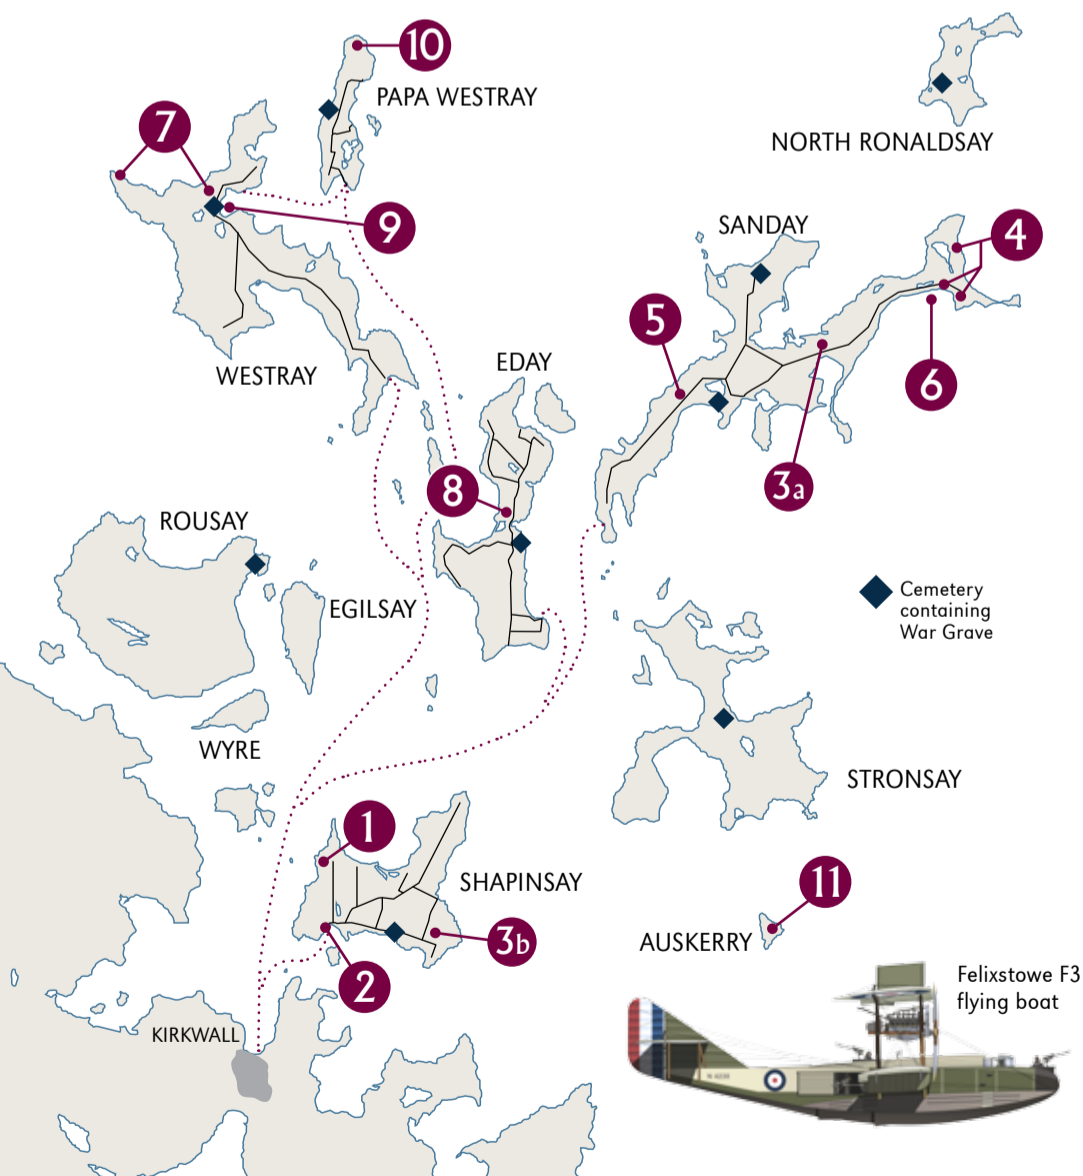 10
PAPA WESTRAY
7
NORTH RONALDSAY
9
SANDAY
4
5
WESTRAY
EDAY
6
8
3a
ROUSAY
Cemetery
containing
War Grave
EGILSAY
WYRE
STRONSAY
1
SHAPINSAY
11
3b
AUSKERRY
2
Felixstowe F3
flying boat
KIRKWALL